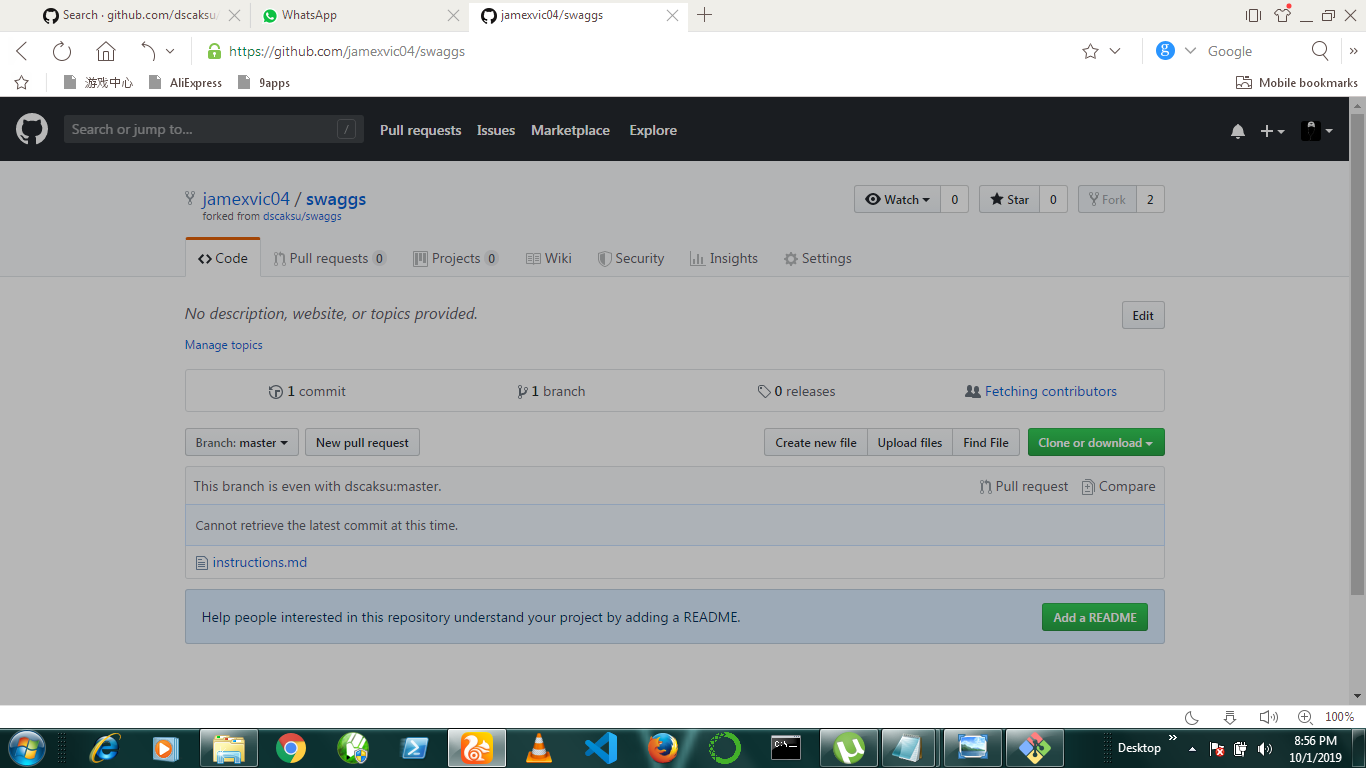 Search · github.com/dscaksu/
WhatsApp
jamexvic04/swaggs
https://github.com/jamexvic04/swaggs
g
Google
游戏中心
AliExpress
9apps
Mobile bookmarks
Search or jump to...
/
Pull requests
Issues
Marketplace
Explore
jamexvic04 / swaggs
forked from dscaksu/swaggs
Watch
0
Star
0
Fork
2
Code
Pull requests 0
Projects 0
Wiki
Security
Insights
Settings
No description, website, or topics provided.
Edit
Manage topics
1 commit
1 branch
0 releases
Fetching contributors
Branch: master
New pull request
Create new file
Upload files
Find File
Clone or download
This branch is even with dscaksu:master.
Pull request
Compare
Cannot retrieve the latest commit at this time.
instructions.md
Help people interested in this repository understand your project by adding a README.
Add a README
100%
Desktop
8:56 PM
10/1/2019